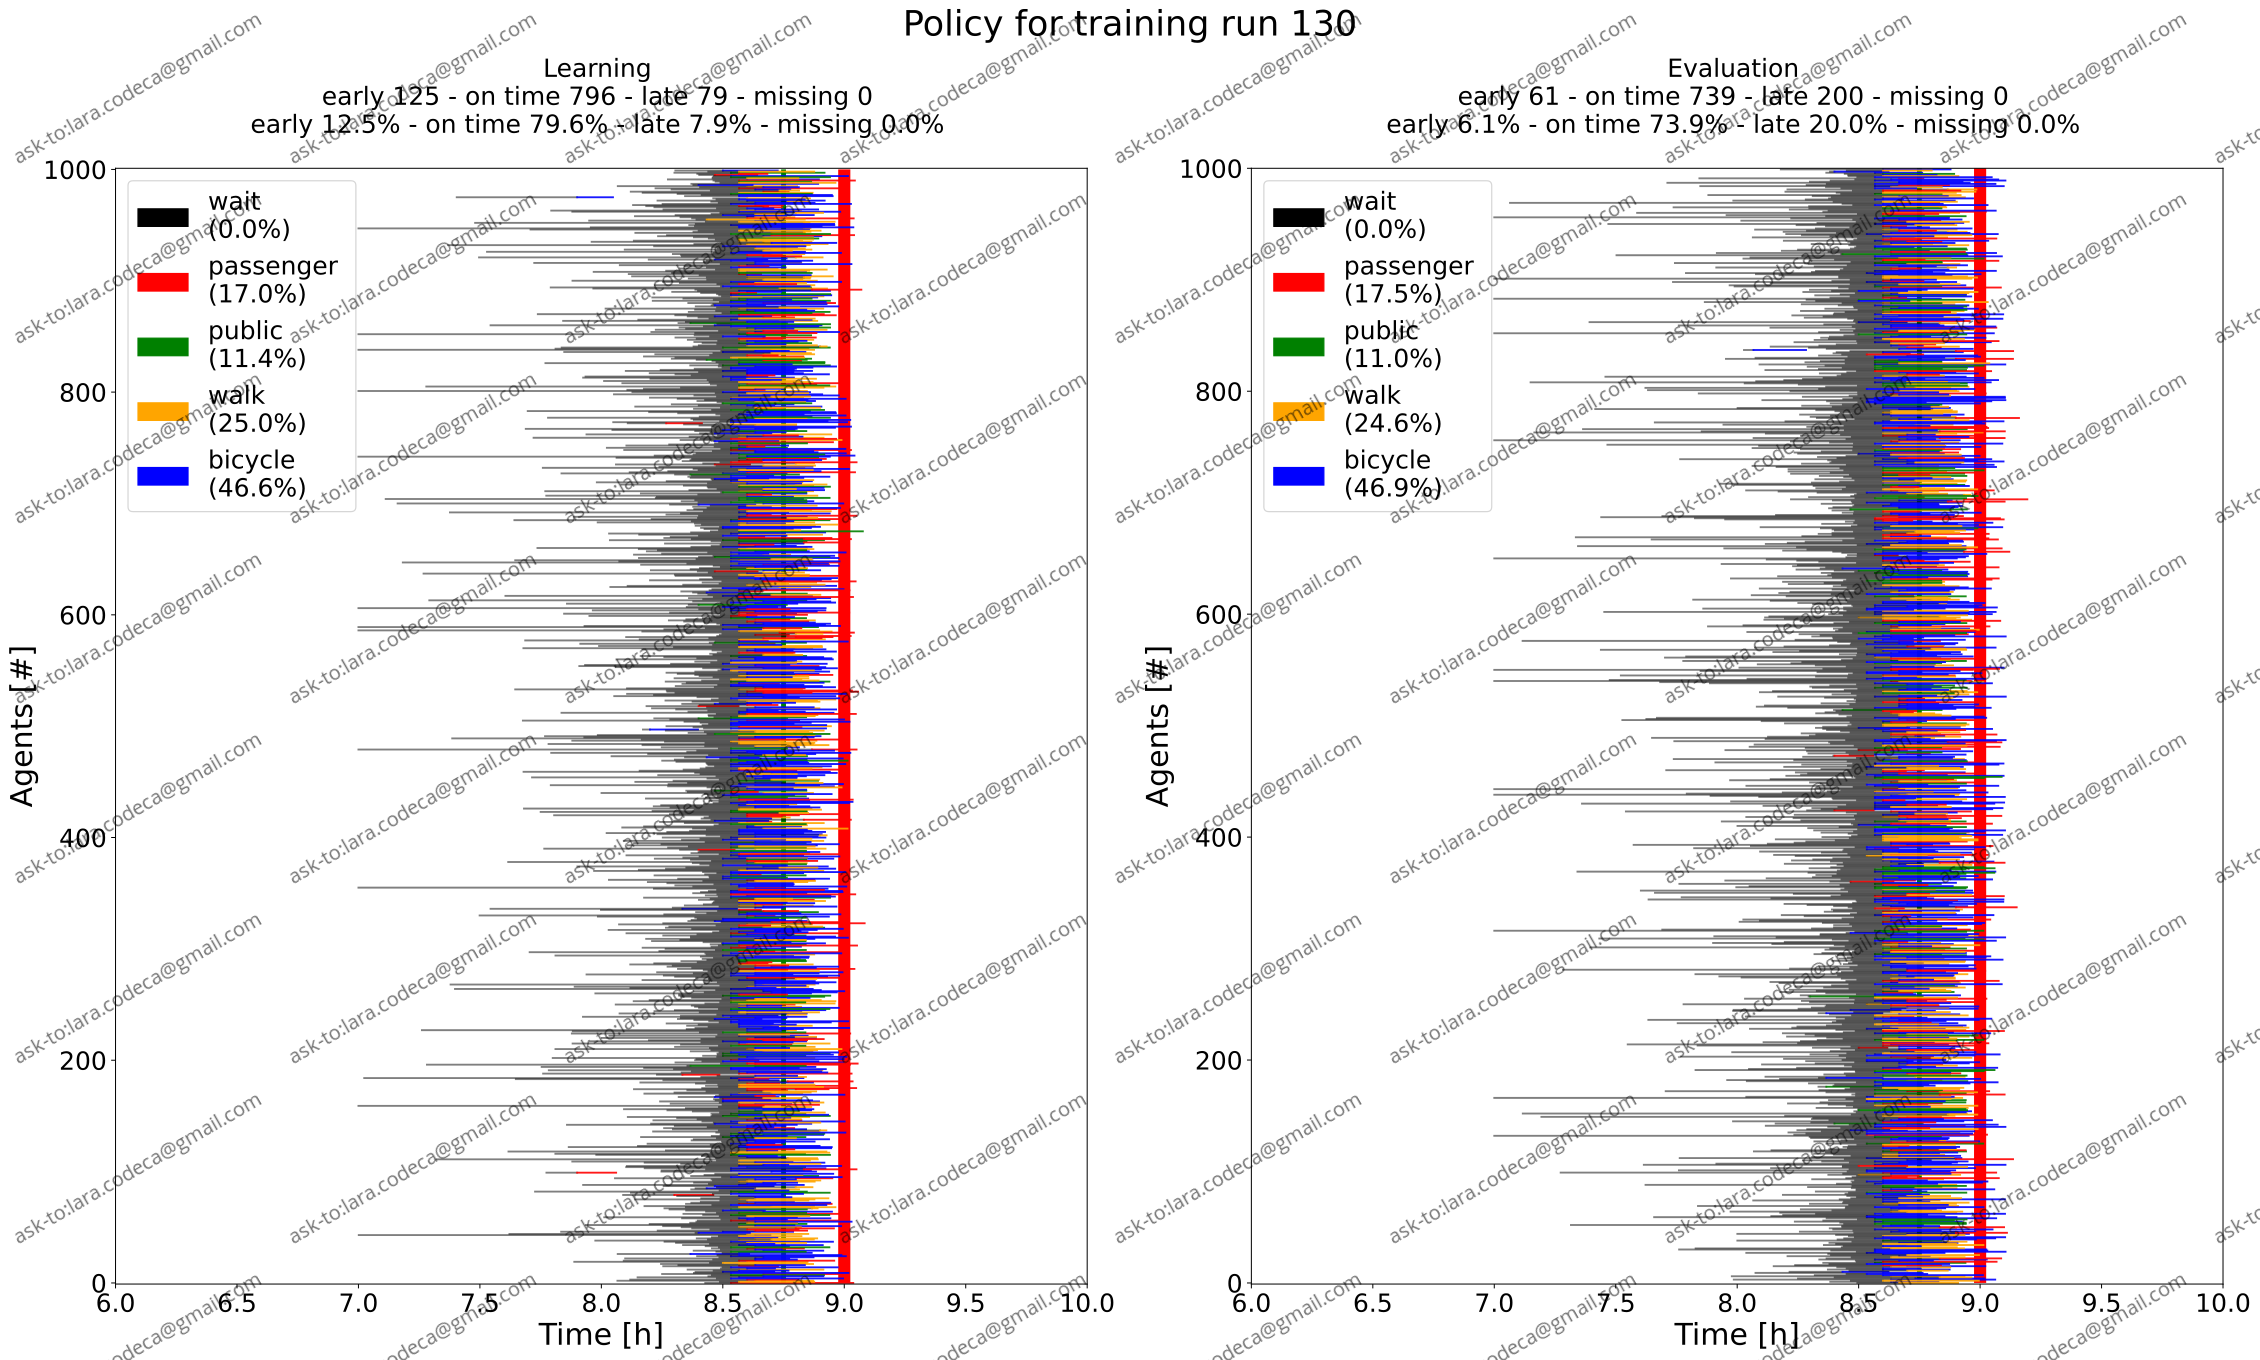 Policy for training run 130
Learning
early 125 - on time 796 - late 79 - missing 0
early 12.5% - on time 79.6% - late 7.9% - missing 0.0%
1000
800
600
400
200
0
Agents [#]
wait
(0.0%)
passenger
(17.0%)
public
(11.4%)
walk
(25.0%)
bicycle
(46.6%)
6.0 6.5 7.0 7.5 8.0 8.5 9.0 9.5 10.0
Time [h]
Evaluation
early 61 - on time 739 - late 200 - missing 0
early 6.1% - on time 73.9% - late 20.0% - missing 0.0%
1000
800
600
400
200
0
Agents [#]
wait
(0.0%)
passenger
(17.5%)
public
(11.0%)
walk
(24.6%)
bicycle
(46.9%)
6.0 6.5 7.0 7.5 8.0 8.5 9.0 9.5 10.0
Time [h]
ask-to:lara.codeca@gmail.com